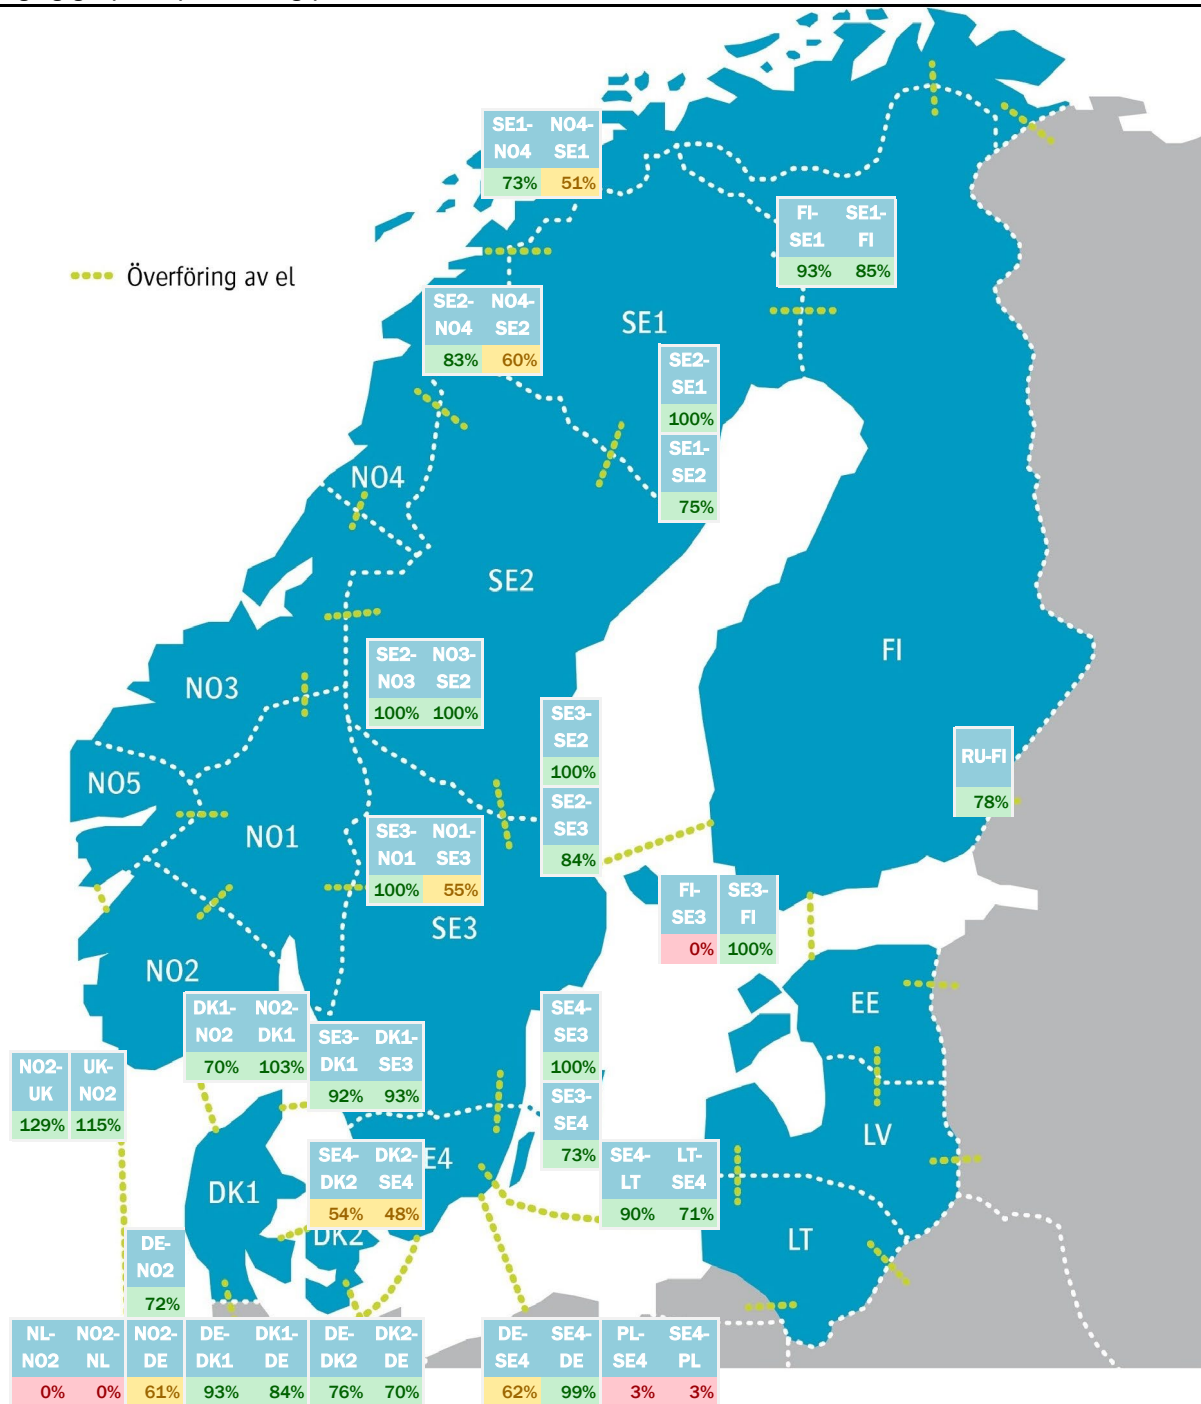 SE1- NO4-
NO4 SE1
73% 51%
FI- SE1-
SE1 FI
93% 85%
Överföring av el
SE2- NO4-
NO4 SE2
83% 60%
SE1
SE2-
SE1
100%
SE1-
SE2
75%
NO4
SE2
FI
SE2- NO3-
NO3 SE2
100% 100%
NO3
SE3-
SE2
100%
SE2-
SE3
84%
RU-FI
78%
NO5
NO1
SE3- NO1-
NO1 SE3
100% 55%
SE3
FI- SE3-
SE3 FI
0% 100%
NO2
EE
DK1- NO2-
NO2 DK1
70% 103%
SE3- DK1-
DK1 SE3
92% 93%
SE4-
SE3
100%
SE3-
SE4
73%
NO2- UK-
UK NO2
129% 115%
LV
SE4- DK2-
DK2 SE4
54% 48%
E4
SE4- LT-
LT SE4
90% 71%
DK1
DK2
LT
DE-
NO2
72%
NL- NO2- NO2- DE- DK1- DE- DK2-
NO2 NL DE DK1 DE DK2 DE
0% 0% 61% 93% 84% 76% 70%
DE- SE4- PL- SE4-
SE4 DE SE4 PL
62% 99% 3% 3%